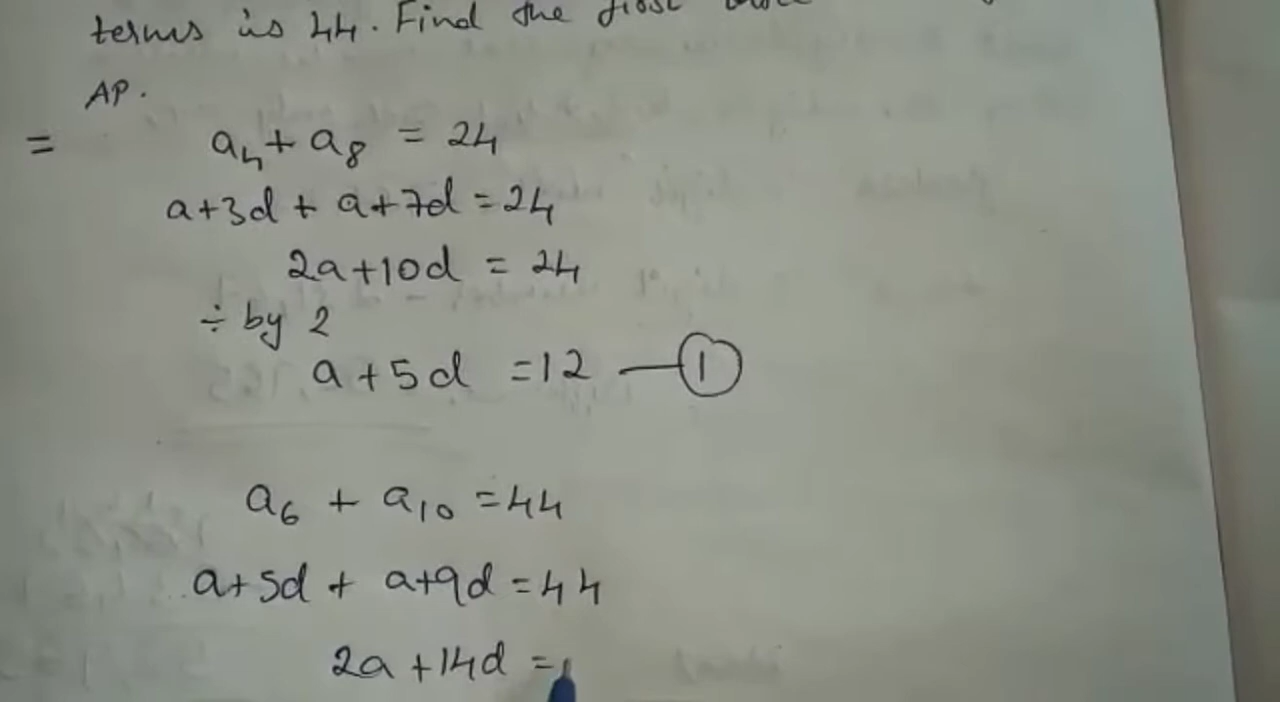 terms is 44. Find the first
AP.
= a₄ + a₈ = 24
a+3d + a+7d = 24
2a+10d = 24
÷ by 2
a + 5d = 12 — ①
a₆ + a₁₀ = 44
a+5d + a+9d = 44
2a + 14d =